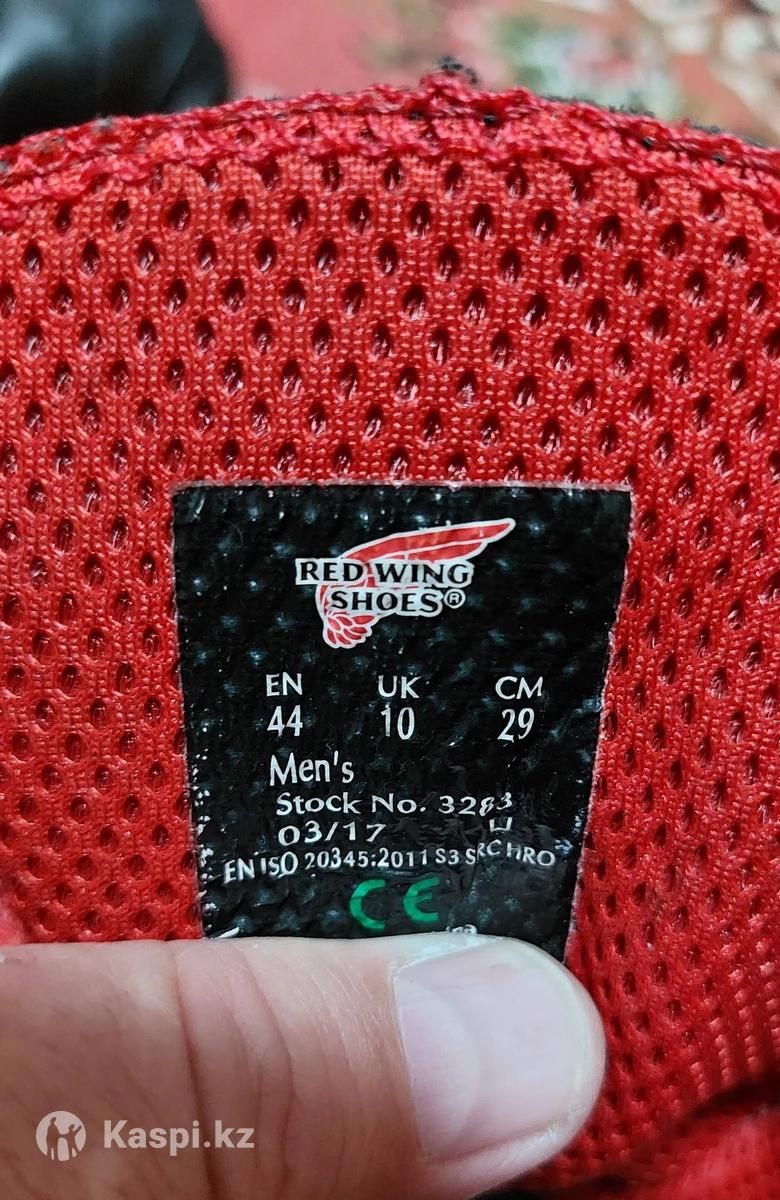 RED WING
SHOES®
EN UK CM
44 10 29
Men's
Stock No. 3283
03/17 H
EN ISO 20345:2011 S3 SRC HRO
CE
Kaspi.kz